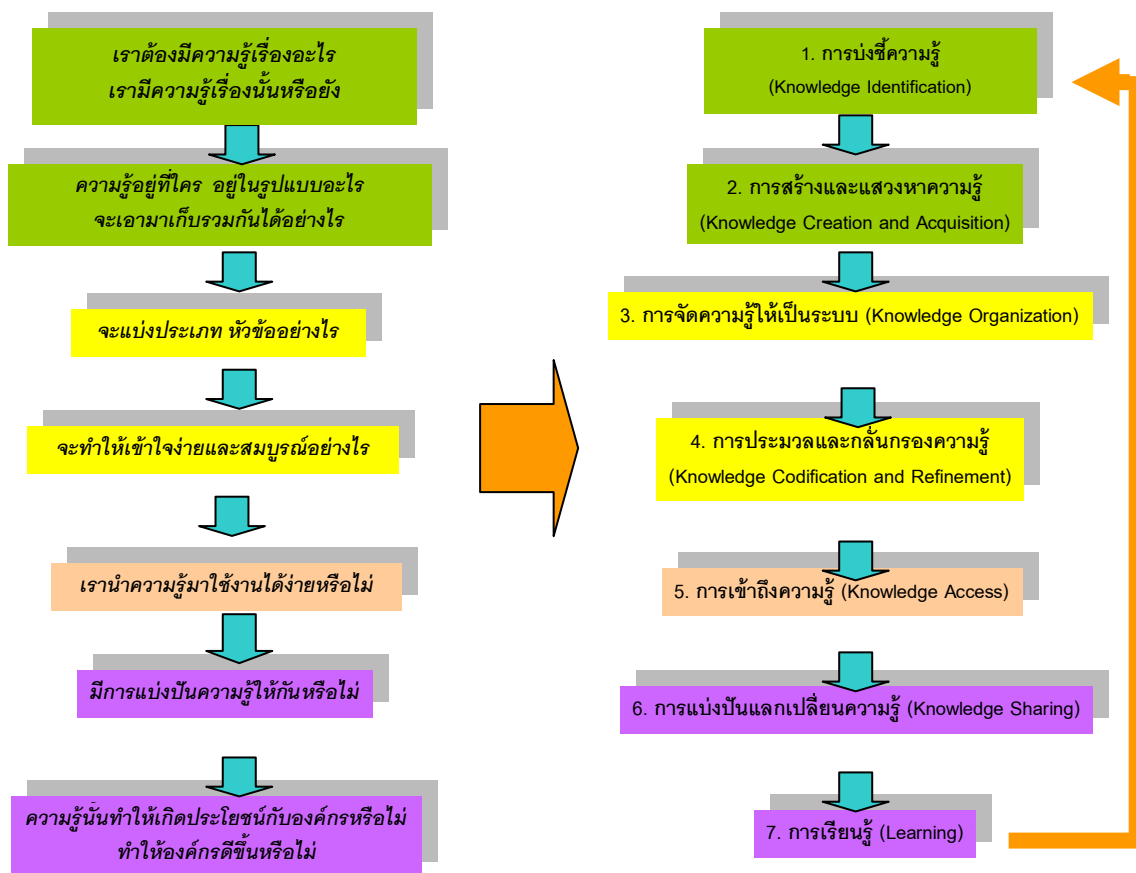 เราต้องมีความรู้เรื่องอะไร
เรามีความรู้เรื่องนั้นหรือยัง
ความรู้อยู่ที่ใคร อยู่ในรูปแบบอะไร
จะเอามาเก็บรวมกันได้อย่างไร
จะแบ่งประเภท หัวข้ออย่างไร
จะทำให้เข้าใจง่ายและสมบูรณ์อย่างไร
เรานำความรู้มาใช้งานได้ง่ายหรือไม่
มีการแบ่งปันความรู้ให้กันหรือไม่
ความรู้นั้นทำให้เกิดประโยชน์กับองค์กรหรือไม่
ทำให้องค์กรดีขึ้นหรือไม่
1. การบ่งชี้ความรู้
(Knowledge Identification)
2. การสร้างและแสวงหาความรู้
(Knowledge Creation and Acquisition)
3. การจัดความรู้ให้เป็นระบบ (Knowledge Organization)
4. การประมวลและกลั่นกรองความรู้
(Knowledge Codification and Refinement)
5. การเข้าถึงความรู้ (Knowledge Access)
6. การแบ่งปันแลกเปลี่ยนความรู้ (Knowledge Sharing)
7. การเรียนรู้ (Learning)